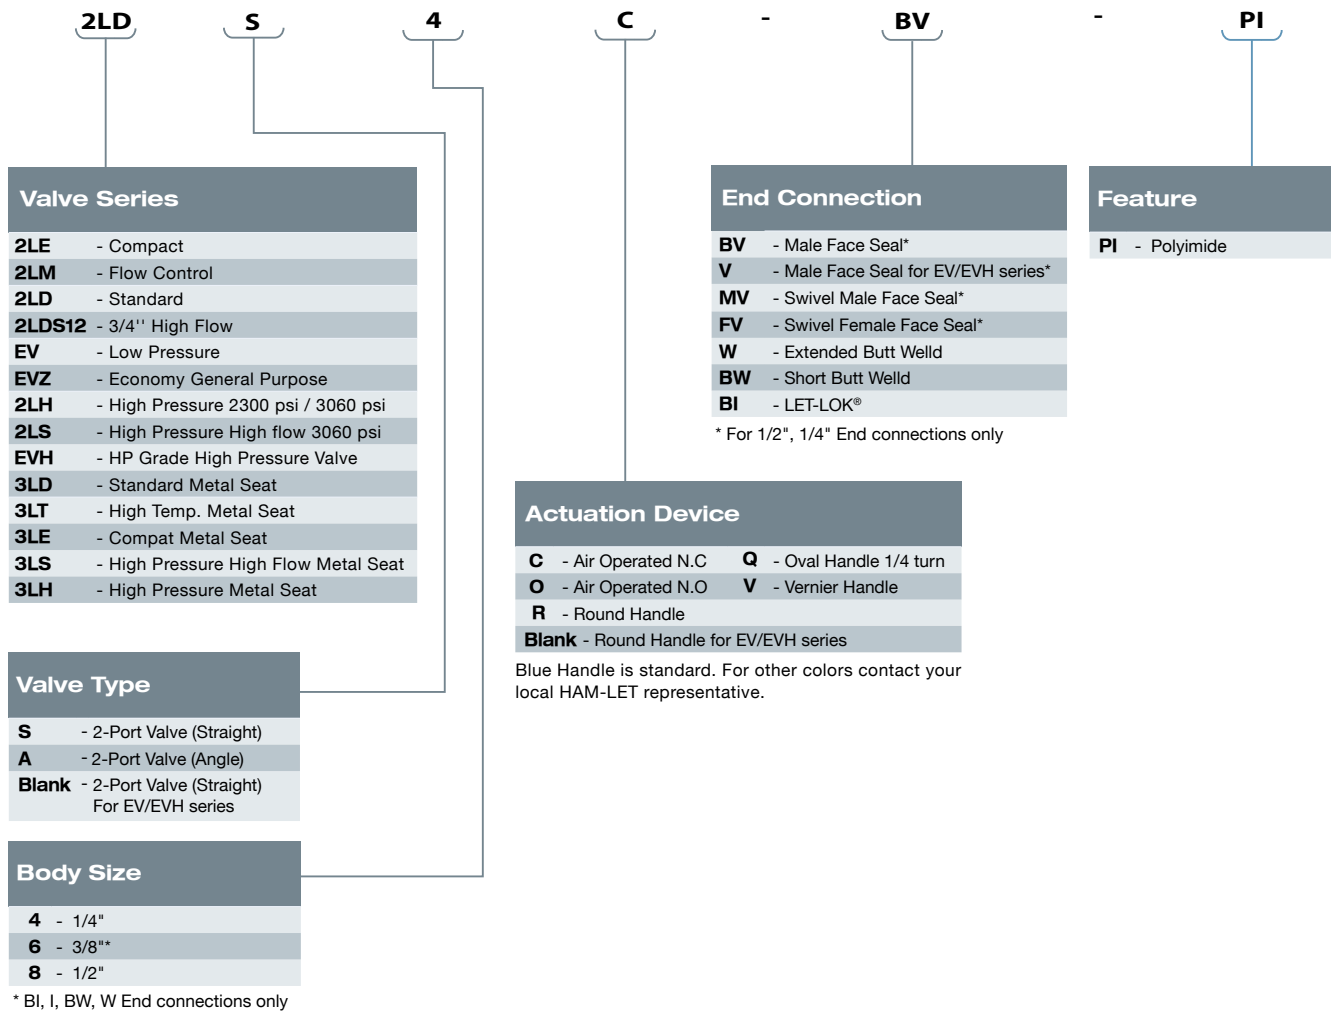 2LD S 4 C - BV - PI
Valve Series
2LE - Compact
2LM - Flow Control
2LD - Standard
2LDS12 - 3/4'' High Flow
EV - Low Pressure
EVZ - Economy General Purpose
2LH - High Pressure 2300 psi / 3060 psi
2LS - High Pressure High flow 3060 psi
EVH - HP Grade High Pressure Valve
3LD - Standard Metal Seat
3LT - High Temp. Metal Seat
3LE - Compat Metal Seat
3LS - High Pressure High Flow Metal Seat
3LH - High Pressure Metal Seat
Valve Type
S - 2-Port Valve (Straight)
A - 2-Port Valve (Angle)
Blank - 2-Port Valve (Straight)
For EV/EVH series
Body Size
4 - 1/4"
6 - 3/8"*
8 - 1/2"
* BI, I, BW, W End connections only
Actuation Device
C - Air Operated N.C Q - Oval Handle 1/4 turn
O - Air Operated N.O V - Vernier Handle
R - Round Handle
Blank - Round Handle for EV/EVH series
Blue Handle is standard. For other colors contact your
local HAM-LET representative.
End Connection
BV - Male Face Seal*
V - Male Face Seal for EV/EVH series*
MV - Swivel Male Face Seal*
FV - Swivel Female Face Seal*
W - Extended Butt Welld
BW - Short Butt Welld
BI - LET-LOK®
* For 1/2", 1/4" End connections only
Feature
PI - Polyimide